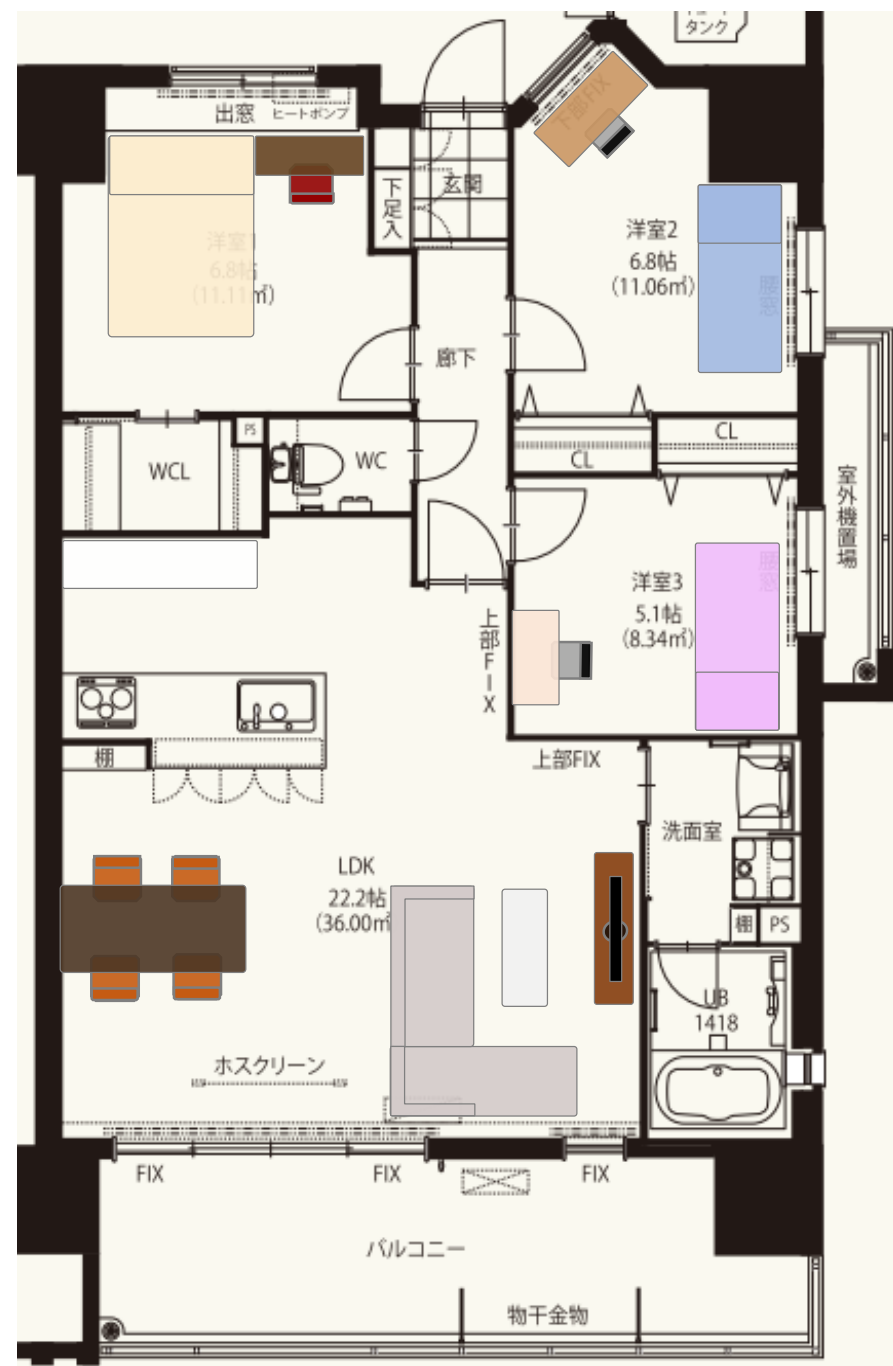 タンク
出窓
ヒートポンプ
下部FIX
玄関
下足入
洋室1
6.8帖
(11.11㎡)
洋室2
6.8帖
(11.06㎡)
腰窓
廊下
PS
WCL
WC
CL
CL
室外機置場
洋室3
5.1帖
(8.34㎡)
腰窓
上部FIX
棚
上部FIX
洗面室
LDK
22.2帖
(36.00㎡
棚
PS
UB
1418
ホスクリーン
FIX
FIX
FIX
バルコニー
物干金物